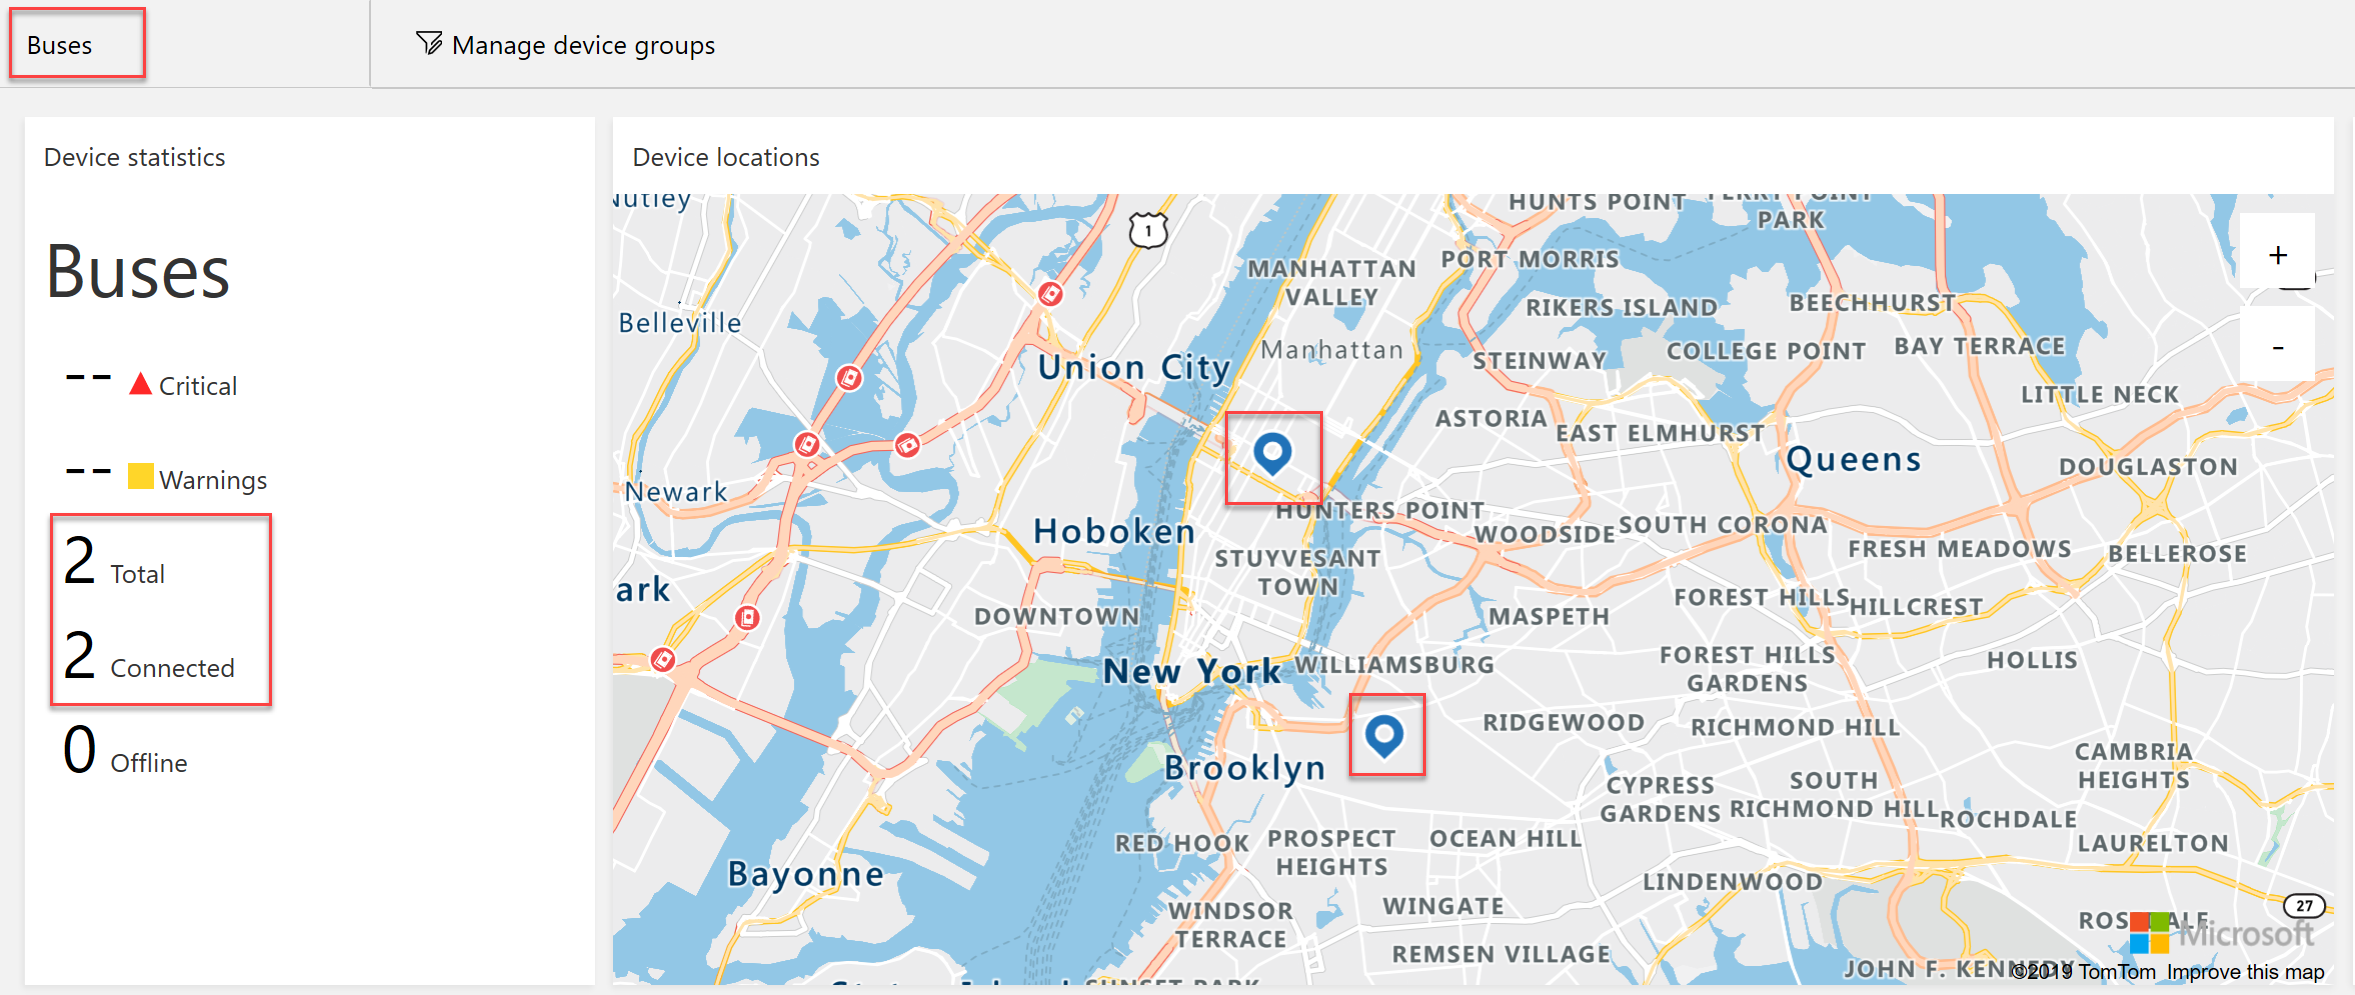 Buses
Manage device groups
Device statistics
Buses
-- Critical
-- Warnings
2 Total
2 Connected
0 Offline
Device locations
Nutley
1
HUNTS POINT
FERRY POINT
PARK
MANHATTAN
VALLEY
PORT MORRIS
RIKERS ISLAND
BEECHHURST
+
Belleville
Union City
Manhattan
STEINWAY
COLLEGE POINT
BAY TERRACE
-
LITTLE NECK
ASTORIA
EAST ELMHURST
Queens
DOUGLASTON
Newark
HUNTERS POINT
Hoboken
WOODSIDE
SOUTH CORONA
FRESH MEADOWS
BELLEROSE
STUYVESANT
TOWN
ark
DOWNTOWN
MASPETH
FOREST HILLS
HILLCREST
New York
WILLIAMSBURG
FOREST HILLS
GARDENS
HOLLIS
RIDGEWOOD
RICHMOND HILL
Brooklyn
CAMBRIA
HEIGHTS
CYPRESS
GARDENS
SOUTH
RICHMOND HILL
ROCHDALE
RED HOOK
PROSPECT
HEIGHTS
OCEAN HILL
LAURELTON
Bayonne
LINDENWOOD
WINDSOR
TERRACE
WINGATE
27
Microsoft
REMSEN VILLAGE
JOHN F. KENNEDY
©2019 TomTom Improve this map
SUNSET PARK